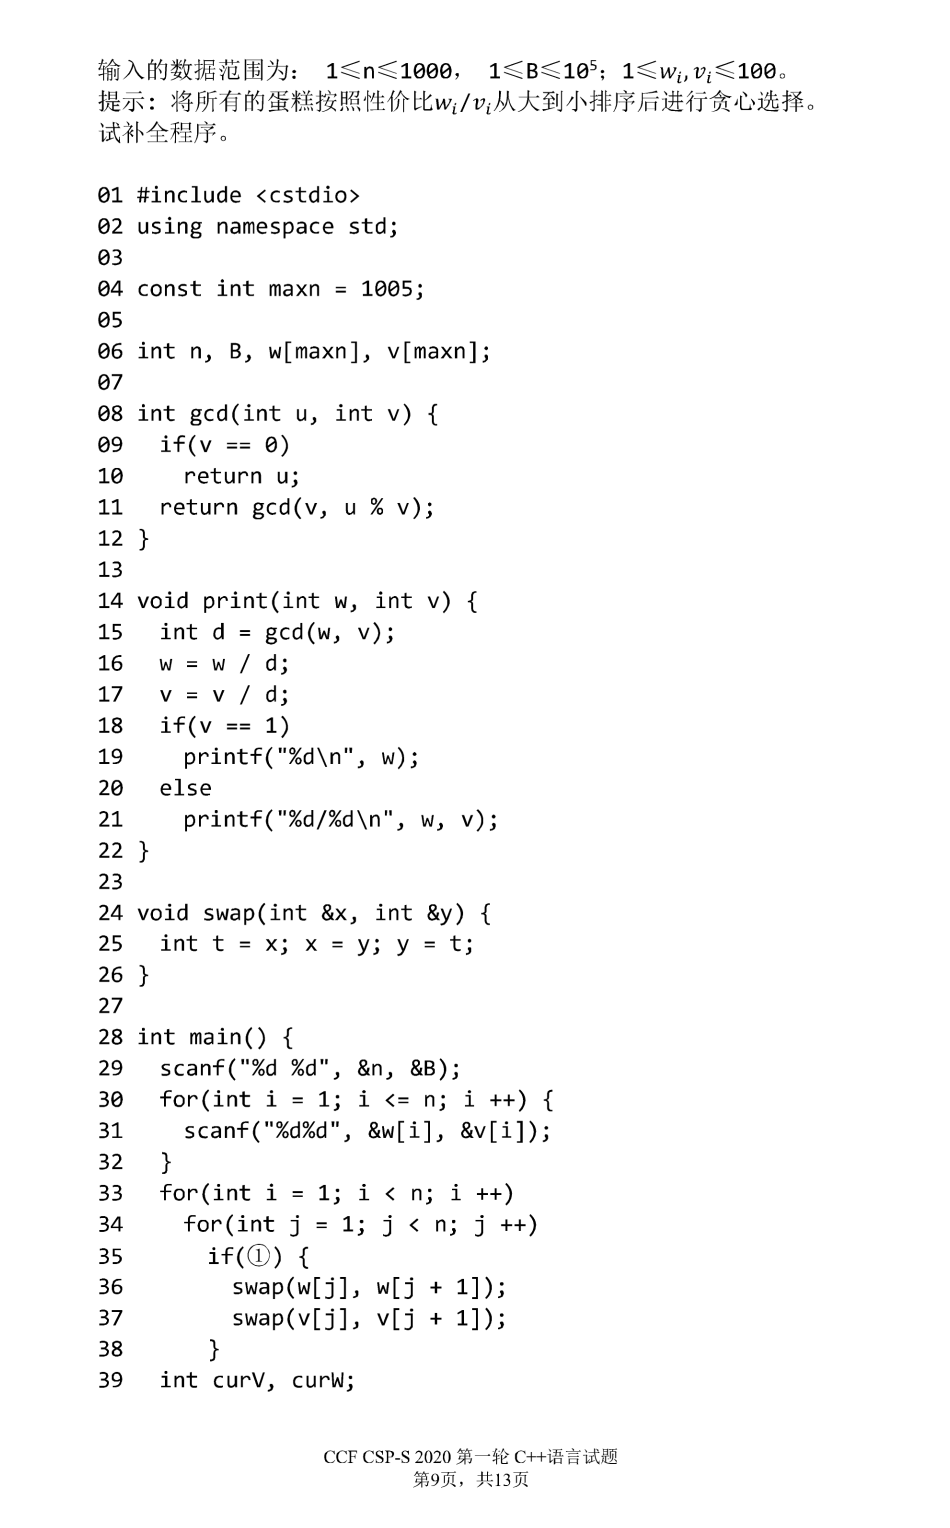 输入的数据范围为： 1≤n≤1000， 1≤B≤10⁵；1≤wᵢ,vᵢ≤100。
提示：将所有的蛋糕按照性价比wᵢ/vᵢ从大到小排序后进行贪心选择。
试补全程序。
01 #include <cstdio>
02 using namespace std;
03
04 const int maxn = 1005;
05
06 int n, B, w[maxn], v[maxn];
07
08 int gcd(int u, int v) {
09   if(v == 0)
10     return u;
11   return gcd(v, u % v);
12 }
13
14 void print(int w, int v) {
15   int d = gcd(w, v);
16   w = w / d;
17   v = v / d;
18   if(v == 1)
19     printf("%d\n", w);
20   else
21     printf("%d/%d\n", w, v);
22 }
23
24 void swap(int &x, int &y) {
25   int t = x; x = y; y = t;
26 }
27
28 int main() {
29   scanf("%d %d", &n, &B);
30   for(int i = 1; i <= n; i ++) {
31     scanf("%d%d", &w[i], &v[i]);
32   }
33   for(int i = 1; i < n; i ++)
34     for(int j = 1; j < n; j ++)
35       if(①) {
36         swap(w[j], w[j + 1]);
37         swap(v[j], v[j + 1]);
38       }
39   int curV, curW;
CCF CSP-S 2020 第一轮 C++语言试题
第9页，共13页